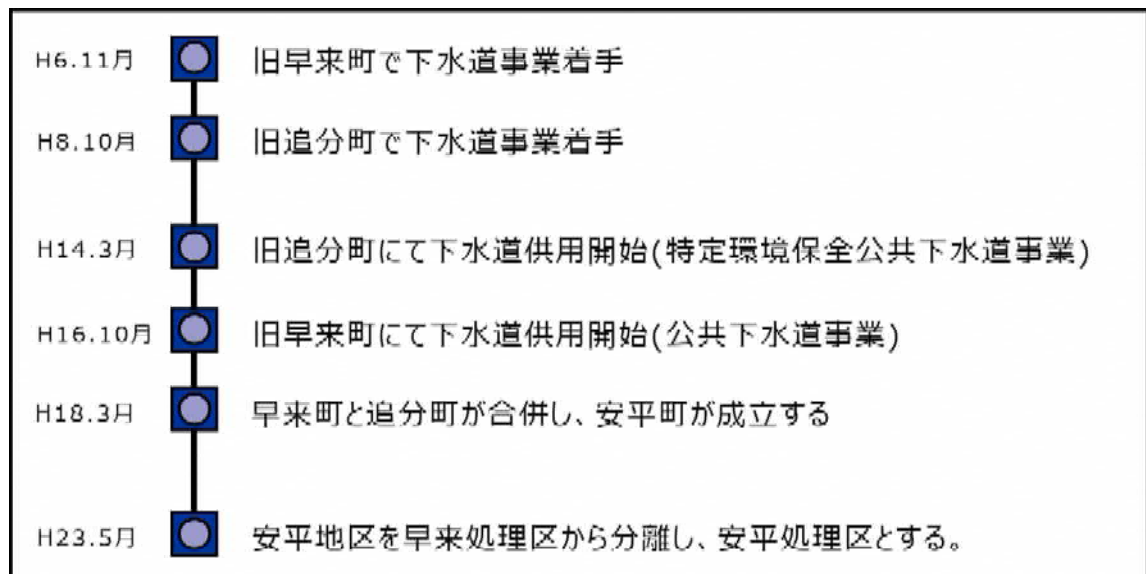 H6.11月 旧早来町で下水道事業着手
H8.10月 旧追分町で下水道事業着手
H14.3月 旧追分町にて下水道供用開始(特定環境保全公共下水道事業)
H16.10月 旧早来町にて下水道供用開始(公共下水道事業)
H18.3月 早来町と追分町が合併し、安平町が成立する
H23.5月 安平地区を早来処理区から分離し、安平処理区とする。